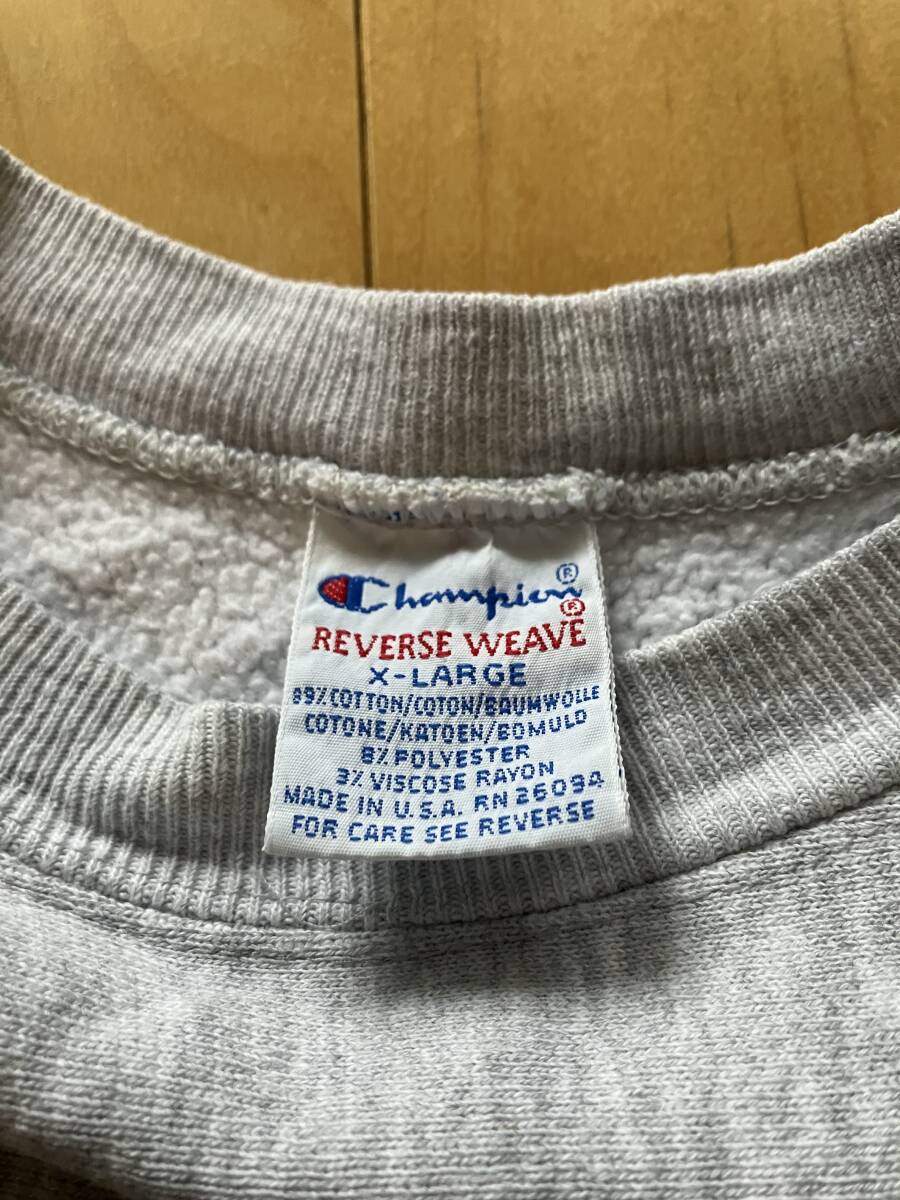 Champion®
REVERSE WEAVE®
X-LARGE
89% COTTON/COTON/BAUMWOLLE
COTONE/KATOEN/BOMULD
8% POLYESTER
3% VISCOSE RAYON
MADE IN U.S.A. RN 26094
FOR CARE SEE REVERSE